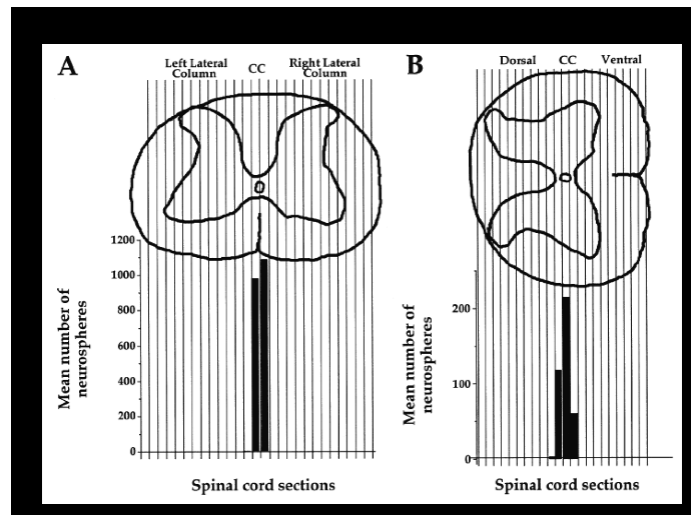 A
Left Lateral
Column
CC
Right Lateral
Column
1200
1000
800
600
400
200
0
Mean number of
neurospheres
Spinal cord sections
B
Dorsal
CC
Ventral
200
100
0
Mean number of
neurospheres
Spinal cord sections